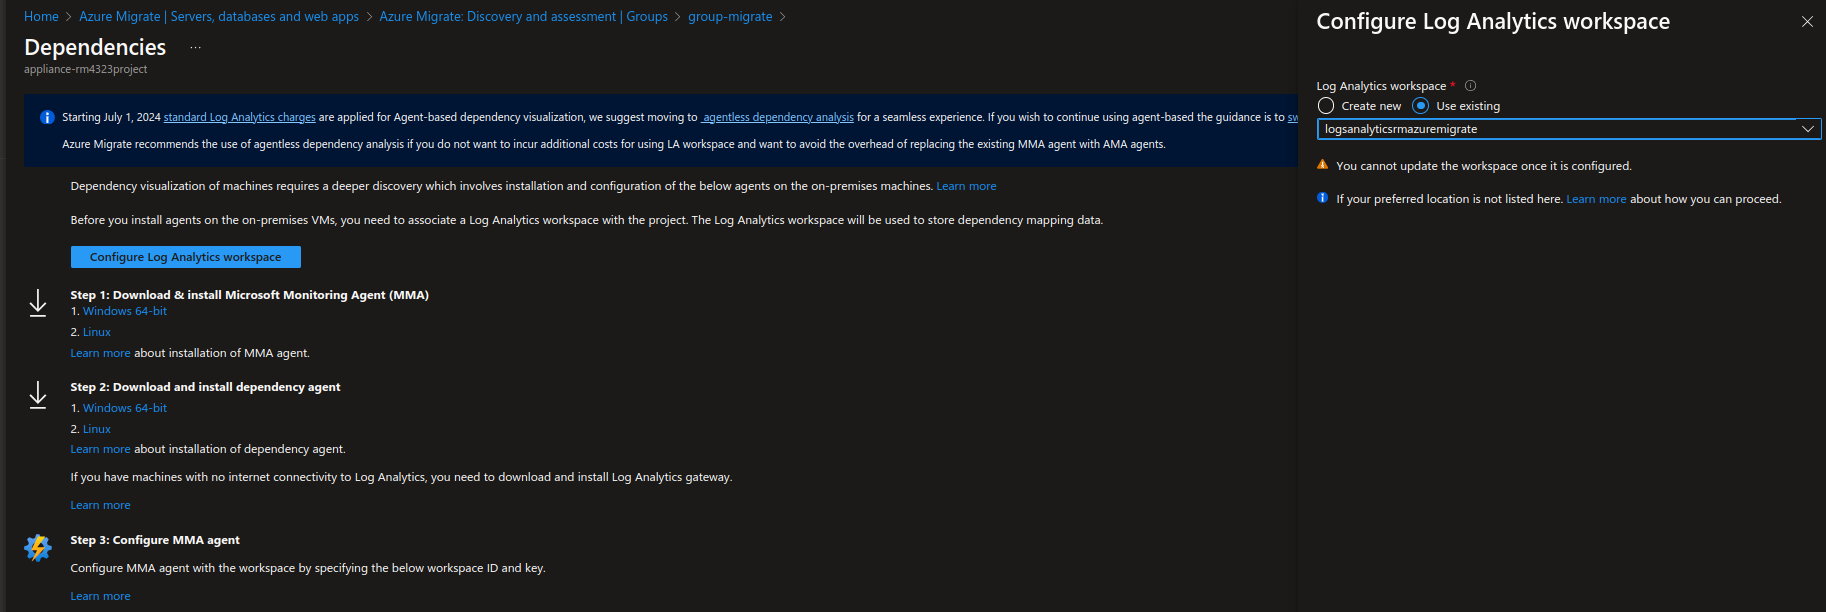 Home > Azure Migrate | Servers, databases and web apps > Azure Migrate: Discovery and assessment | Groups > group-migrate >
Dependencies ...
appliance-rm4323project
Starting July 1, 2024 standard Log Analytics charges are applied for Agent-based dependency visualization, we suggest moving to agentless dependency analysis for a seamless experience. If you wish to continue using agent-based the guidance is to sw
Azure Migrate recommends the use of agentless dependency analysis if you do not want to incur additional costs for using LA workspace and want to avoid the overhead of replacing the existing MMA agent with AMA agents.
Dependency visualization of machines requires a deeper discovery which involves installation and configuration of the below agents on the on-premises machines. Learn more
Before you install agents on the on-premises VMs, you need to associate a Log Analytics workspace with the project. The Log Analytics workspace will be used to store dependency mapping data.
Configure Log Analytics workspace
Step 1: Download & install Microsoft Monitoring Agent (MMA)
1. Windows 64-bit
2. Linux
Learn more about installation of MMA agent.
Step 2: Download and install dependency agent
1. Windows 64-bit
2. Linux
Learn more about installation of dependency agent.
If you have machines with no internet connectivity to Log Analytics, you need to download and install Log Analytics gateway.
Learn more
Step 3: Configure MMA agent
Configure MMA agent with the workspace by specifying the below workspace ID and key.
Learn more
Configure Log Analytics workspace
Log Analytics workspace *
Create new Use existing
logsanalyticsrmazuremigrate
You cannot update the workspace once it is configured.
If your preferred location is not listed here. Learn more about how you can proceed.